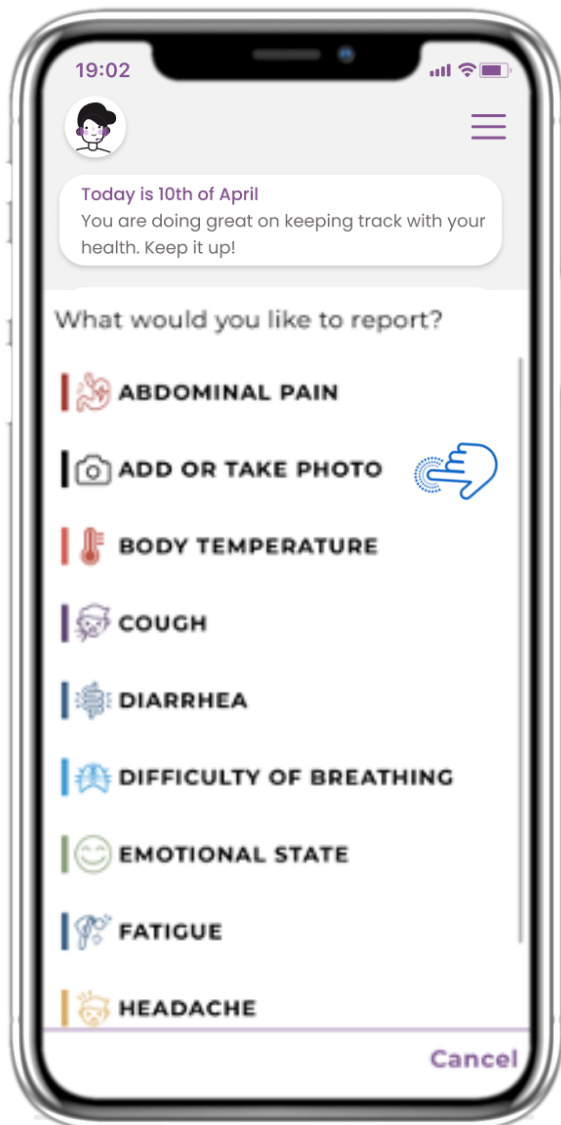 19:02
Today is 10th of April
You are doing great on keeping track with your
health. Keep it up!
What would you like to report?
ABDOMINAL PAIN
ADD OR TAKE PHOTO
BODY TEMPERATURE
COUGH
DIARRHEA
DIFFICULTY OF BREATHING
EMOTIONAL STATE
FATIGUE
HEADACHE
Cancel